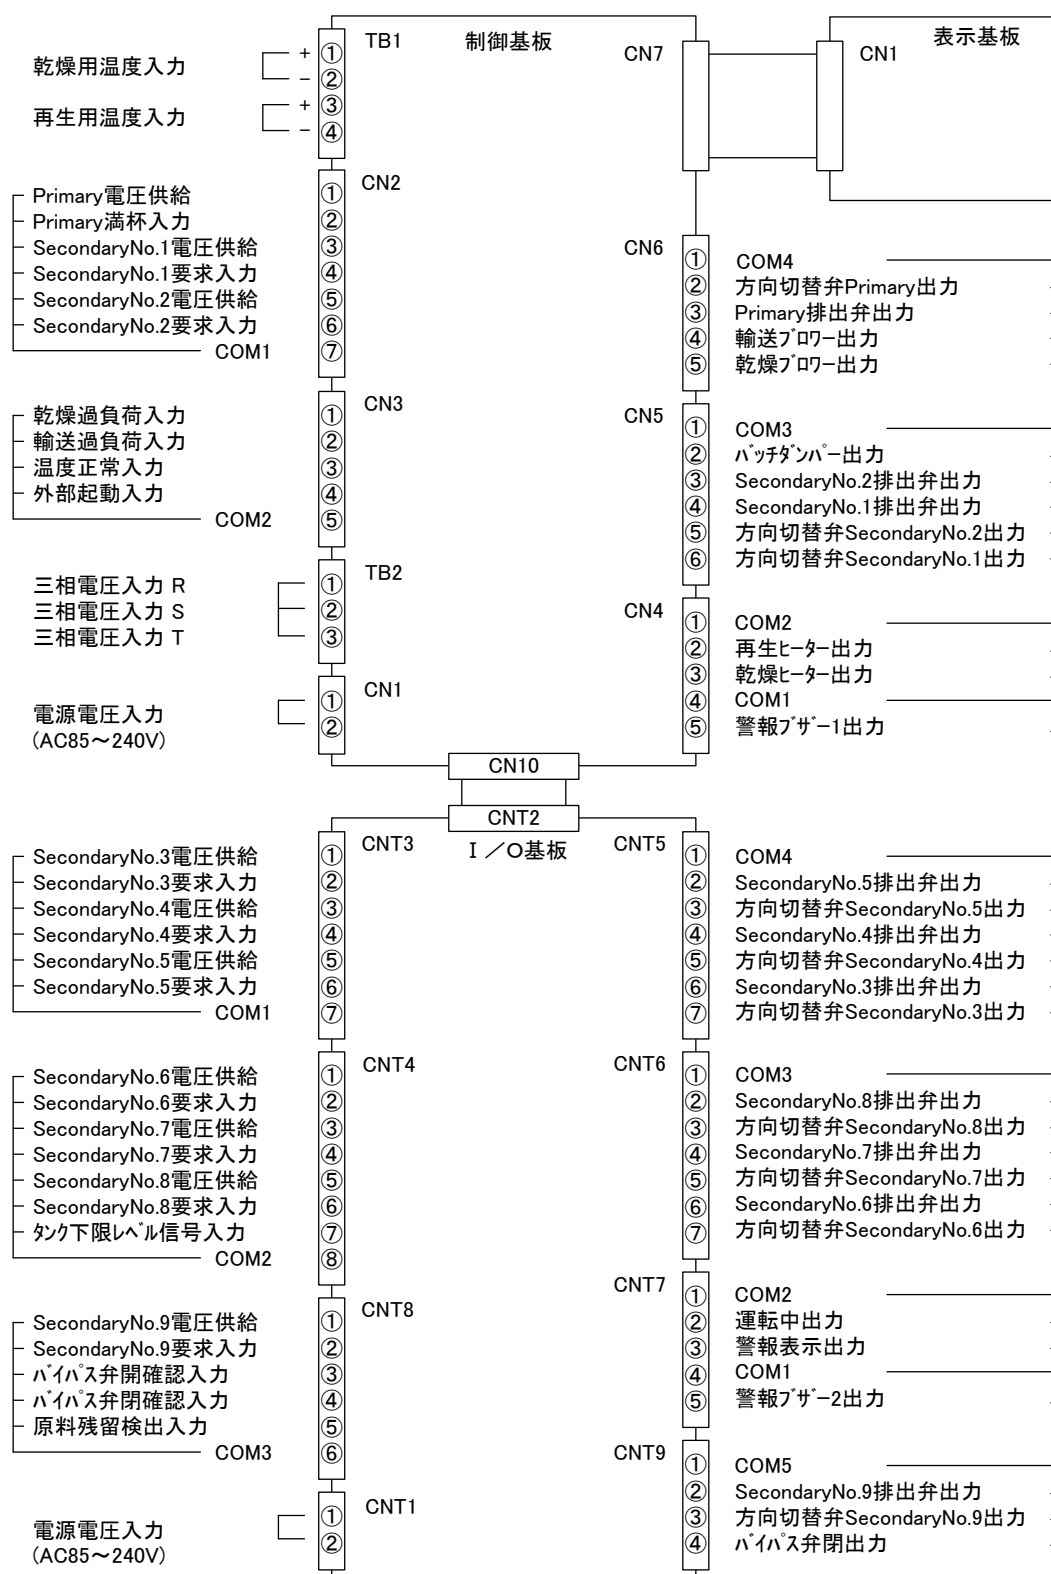 TB1
制御基板
CN7
CN1
表示基板
乾燥用温度入力
+ ①
- ②
再生用温度入力
+ ③
- ④
CN2
Primary電圧供給 ①
Primary満杯入力 ②
SecondaryNo.1電圧供給 ③
SecondaryNo.1要求入力 ④
SecondaryNo.2電圧供給 ⑤
SecondaryNo.2要求入力 ⑥
COM1 ⑦
CN6
① COM4
② 方向切替弁Primary出力
③ Primary排出弁出力
④ 輸送ブロワー出力
⑤ 乾燥ブロワー出力
CN3
乾燥過負荷入力 ①
輸送過負荷入力 ②
温度正常入力 ③
外部起動入力 ④
COM2 ⑤
CN5
① COM3
② バッチダンパー出力
③ SecondaryNo.2排出弁出力
④ SecondaryNo.1排出弁出力
⑤ 方向切替弁SecondaryNo.2出力
⑥ 方向切替弁SecondaryNo.1出力
TB2
三相電圧入力 R ①
三相電圧入力 S ②
三相電圧入力 T ③
CN4
① COM2
② 再生ヒーター出力
③ 乾燥ヒーター出力
④ COM1
⑤ 警報ブザー1出力
CN1
電源電圧入力 ①
(AC85～240V) ②
CN10
CNT2
I／O基板
CNT3
SecondaryNo.3電圧供給 ①
SecondaryNo.3要求入力 ②
SecondaryNo.4電圧供給 ③
SecondaryNo.4要求入力 ④
SecondaryNo.5電圧供給 ⑤
SecondaryNo.5要求入力 ⑥
COM1 ⑦
CNT5
① COM4
② SecondaryNo.5排出弁出力
③ 方向切替弁SecondaryNo.5出力
④ SecondaryNo.4排出弁出力
⑤ 方向切替弁SecondaryNo.4出力
⑥ SecondaryNo.3排出弁出力
⑦ 方向切替弁SecondaryNo.3出力
CNT4
SecondaryNo.6電圧供給 ①
SecondaryNo.6要求入力 ②
SecondaryNo.7電圧供給 ③
SecondaryNo.7要求入力 ④
SecondaryNo.8電圧供給 ⑤
SecondaryNo.8要求入力 ⑥
タンク下限レベル信号入力 ⑦
COM2 ⑧
CNT6
① COM3
② SecondaryNo.8排出弁出力
③ 方向切替弁SecondaryNo.8出力
④ SecondaryNo.7排出弁出力
⑤ 方向切替弁SecondaryNo.7出力
⑥ SecondaryNo.6排出弁出力
⑦ 方向切替弁SecondaryNo.6出力
CNT8
SecondaryNo.9電圧供給 ①
SecondaryNo.9要求入力 ②
バイパス弁開確認入力 ③
バイパス弁閉確認入力 ④
原料残留検出入力 ⑤
COM3 ⑥
CNT7
① COM2
② 運転中出力
③ 警報表示出力
④ COM1
⑤ 警報ブザー2出力
CNT1
電源電圧入力 ①
(AC85～240V) ②
CNT9
① COM5
② SecondaryNo.9排出弁出力
③ 方向切替弁SecondaryNo.9出力
④ バイパス弁閉出力